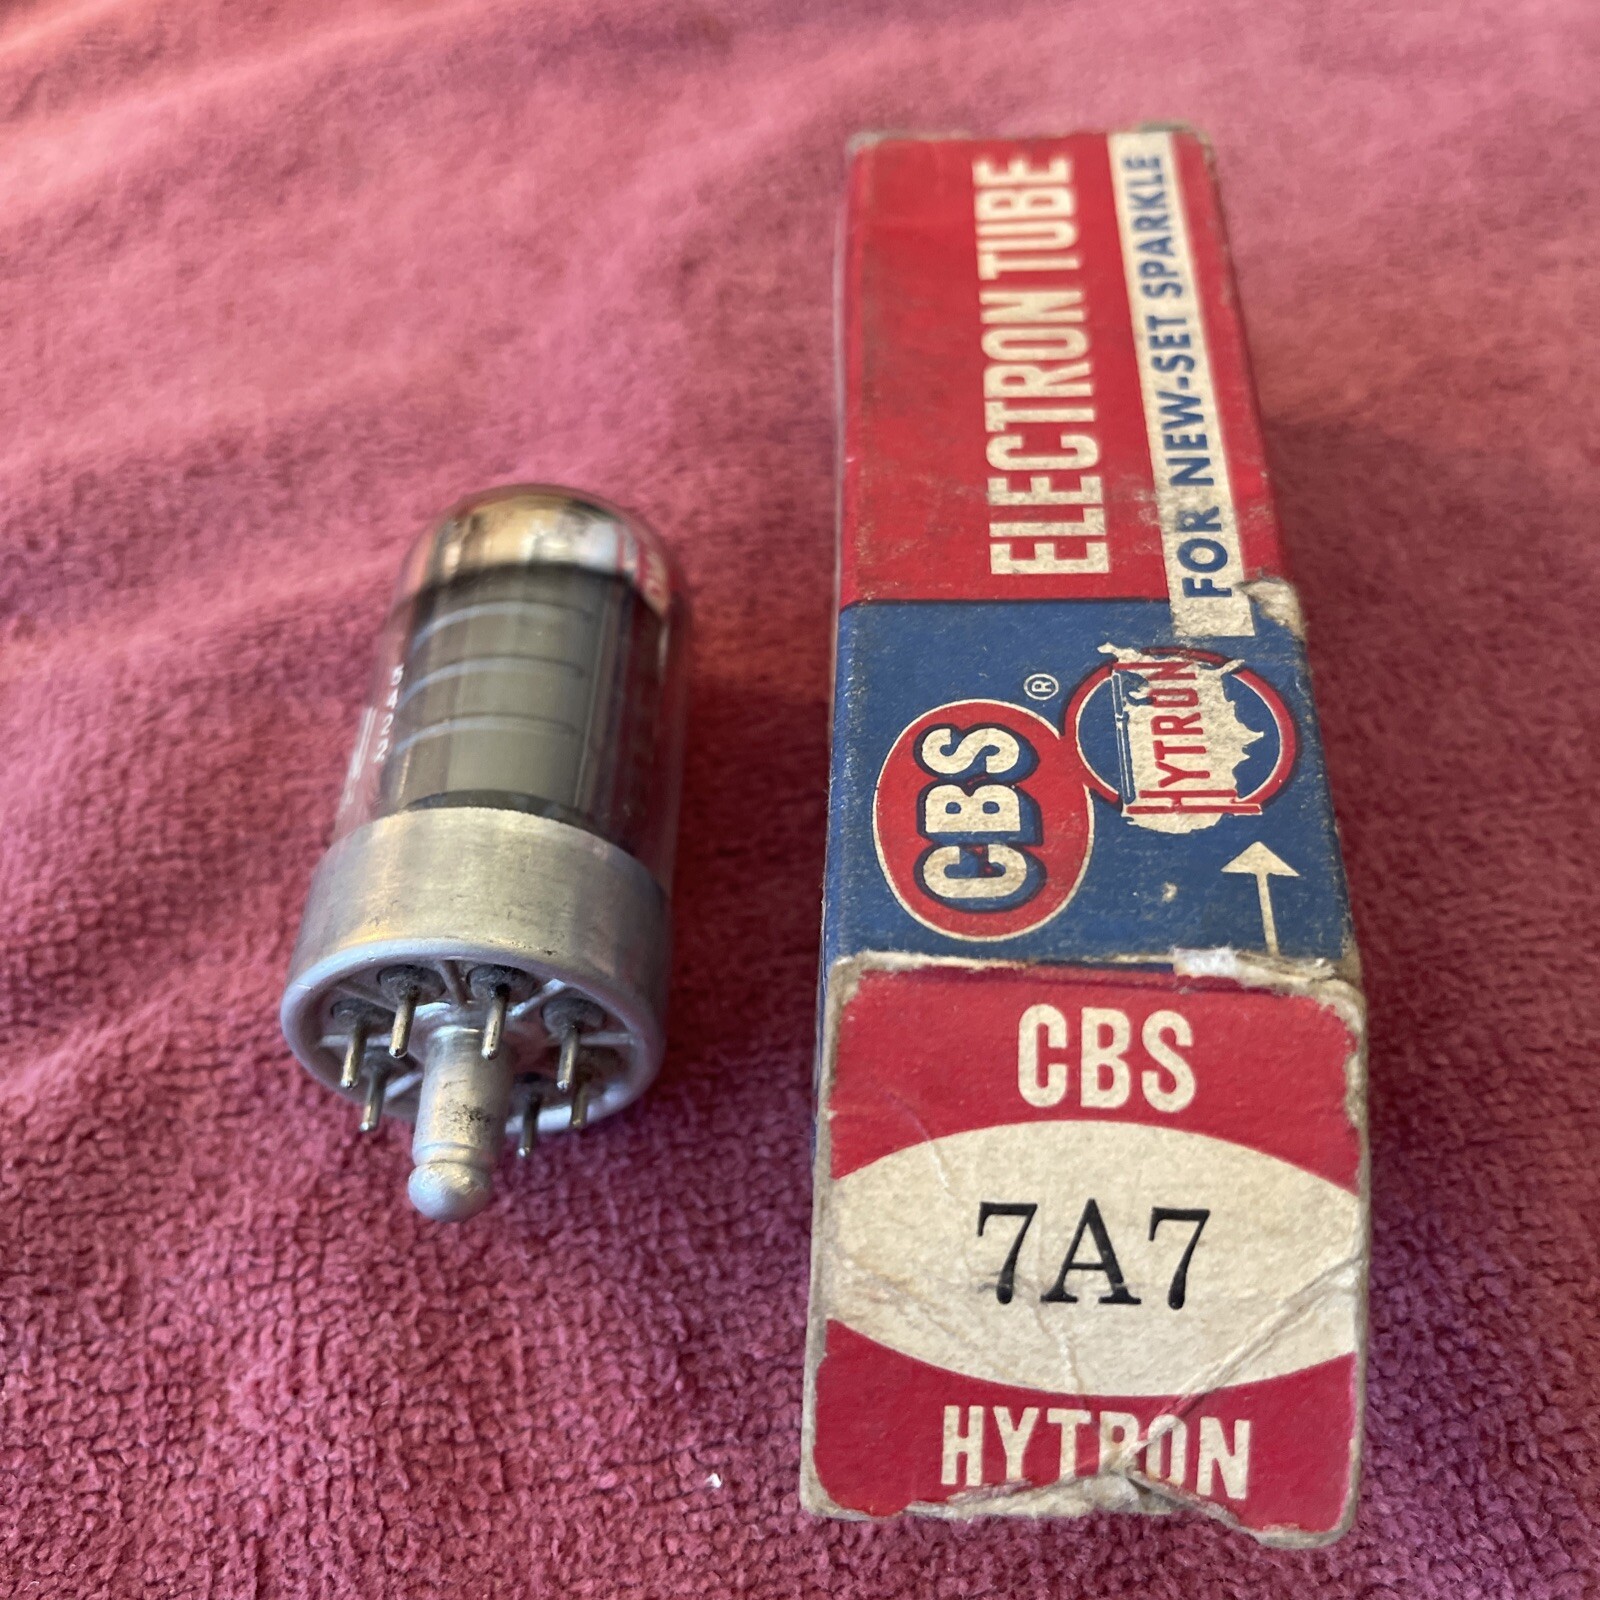 ELECTRON TUBE
FOR NEW-SET SPARKLE
CBS
®
HYTRON
CBS
7A7
HYTRON